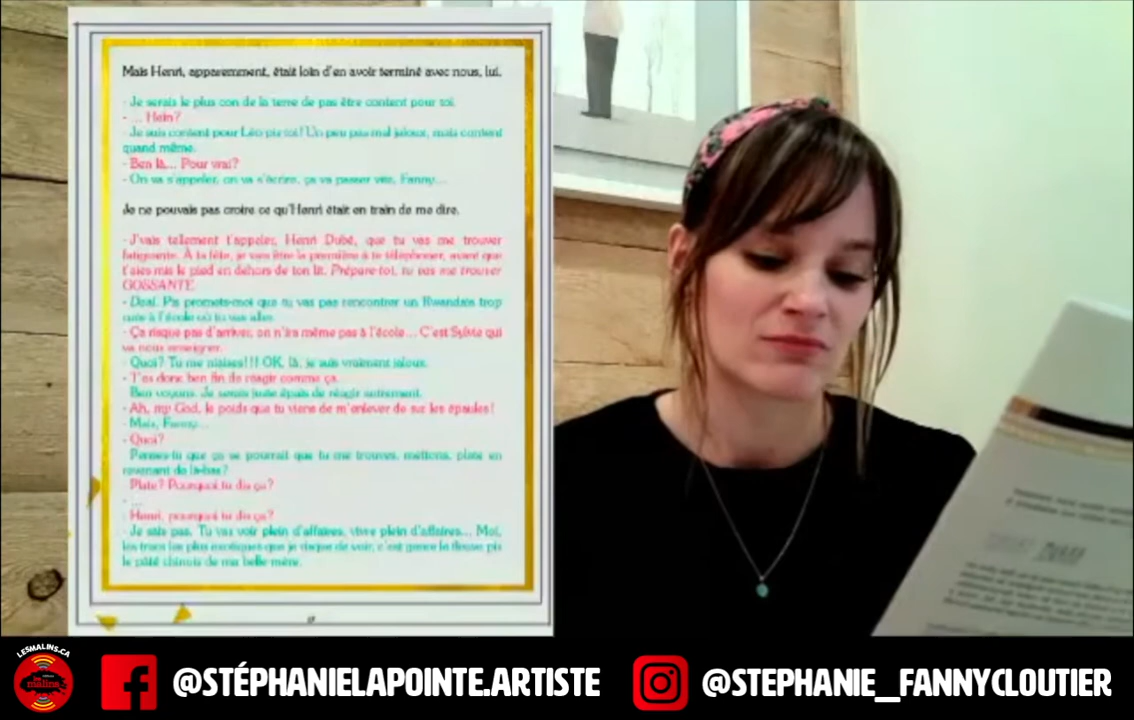 Mais Henri, apparemment, était loin d'en avoir terminé avec nous, lui.
- Je serais le plus con de la terre de pas être content pour toi.
- ... Hein?
- Je suis content pour Léo pis toi! Un peu pas mal jaloux, mais content
quand même.
- Ben là... Pour vrai?
- On va s'appeler, on va s'écrire, ça va passer vite, Fanny...
Je ne pouvais pas croire ce qu'Henri était en train de me dire.
- J'vais tellement t'appeler, Henri Dubé, que tu vas me trouver
fatigante. À ta fête, je vais être la première à te téléphoner, avant que
t'aies mis le pied en dehors de ton lit. Prépare-toi, tu vas me trouver
GOSSANTE.
- Deal. Pis promets-moi que tu vas pas rencontrer un Rwandais trop
cute à l'école où tu vas aller.
- Ça risque pas d'arriver, on n'ira même pas à l'école... C'est Sylvie qui
va nous enseigner.
- Quoi? Tu me niaises!!! OK, là, je suis vraiment jaloux.
- T'es donc ben fin de réagir comme ça.
Ben voyons. Je serais juste épais de réagir autrement.
- Ah, my God, le poids que tu viens de m'enlever de sur les épaules!
- Mais, Fanny...
- Quoi?
Penses-tu que ça se pourrait que tu me trouves, mettons, plate en
revenant de là-bas?
Plate? Pourquoi tu dis ça?
- ...
- Henri, pourquoi tu dis ça?
- Je sais pas. Tu vas voir plein d'affaires, vivre plein d'affaires... Moi,
les trucs les plus exotiques que je risque de voir, c'est genre le fleuve pis
le pâté chinois de ma belle-mère.
LESMALINS.CA
les malins
@STÉPHANIELAPOINTE.ARTISTE
@STEPHANIE_FANNYCLOUTIER